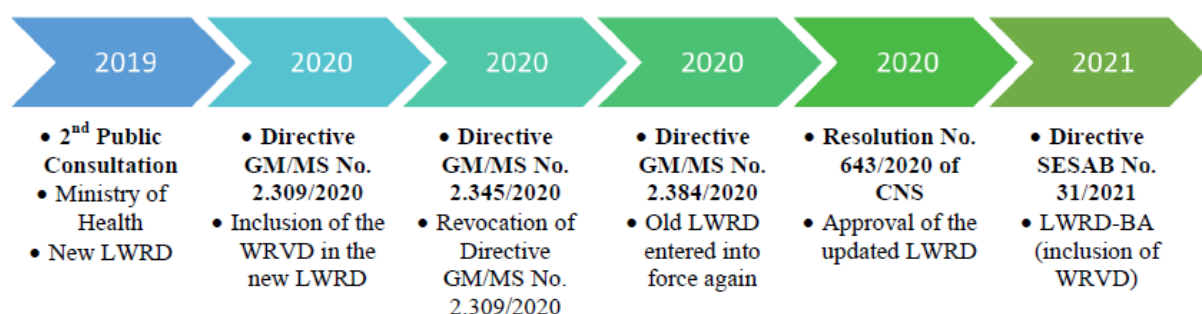 2019
2020
2020
2020
2020
2021
• 2nd Public
Consultation
• Ministry of
Health
• New LWRD
• Directive
GM/MS No.
2.309/2020
• Inclusion of the
WRVD in the
new LWRD
• Directive
GM/MS No.
2.345/2020
• Revocation of
Directive
GM/MS No.
2.309/2020
• Directive
GM/MS No.
2.384/2020
• Old LWRD
entered into
force again
• Resolution No.
643/2020 of
CNS
• Approval of the
updated LWRD
• Directive
SESAB No.
31/2021
• LWRD-BA
(inclusion of
WRVD)